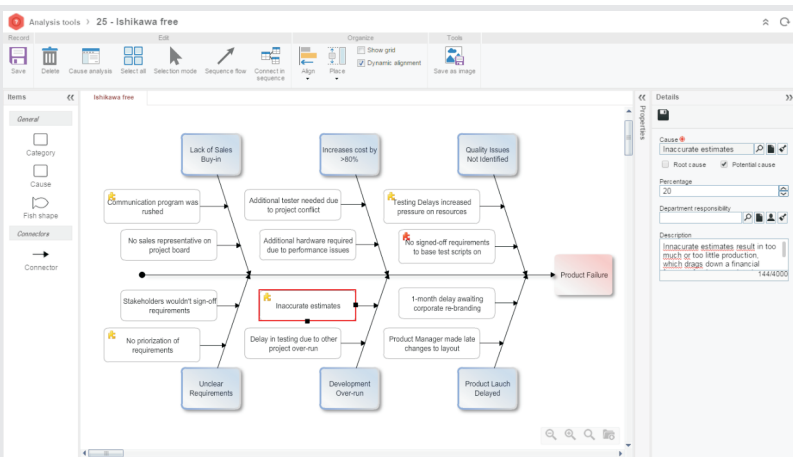 Analysis tools > 25 - Ishikawa free
Record
Edit
Organize
Tools
Save
Delete
Cause analysis
Select all
Selection mode
Sequence flow
Connect in
sequence
Align
Place
Show grid
Dynamic alignment
Save as image
Items
General
Category
Cause
Fish shape
Connectors
Connector
Ishikawa free
Lack of Sales
Buy-in
Increases cost by
>80%
Quality Issues
Not Identified
Communication program was
rushed
Additional tester needed due
to project conflict
Testing Delays increased
pressure on resources
No sales representative on
project board
Additional hardware required
due to performance issues
No signed-off requirements
to base test scripts on
Product Failure
Stakeholders wouldn't sign-off
requirements
Inaccurate estimates
1-month delay awaiting
corporate re-branding
No priorization of
requirements
Delay in testing due to other
project over-run
Product Manager made late
changes to layout
Unclear
Requirements
Development
Over-run
Product Lauch
Delayed
Properties
Details
Cause
Inaccurate estimates
Root cause
Potential cause
Percentage
20
Department responsibility
Description
Innacurate estimates result in too
much or too little production,
which drags down a financial
144/4000